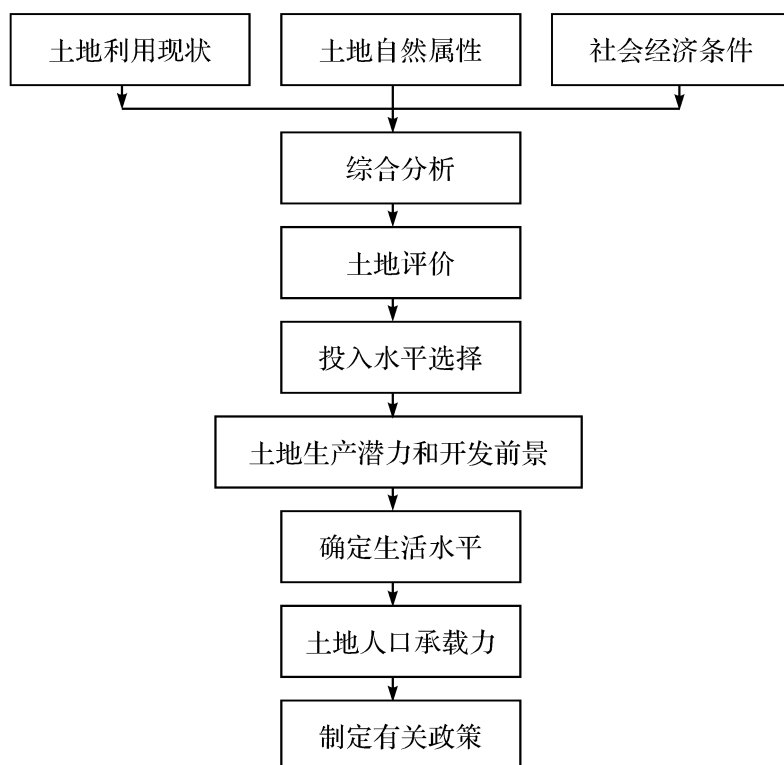 土地利用现状
土地自然属性
社会经济条件
综合分析
土地评价
投入水平选择
土地生产潜力和开发前景
确定生活水平
土地人口承载力
制定有关政策